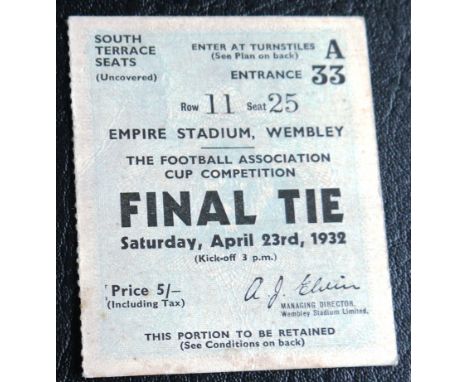 SOUTH
TERRACE
SEATS
(Uncovered)
ENTER AT TURNSTILES A
(See Plan on back)
ENTRANCE 33
Row 11 Seat 25
EMPIRE STADIUM, WEMBLEY
THE FOOTBALL ASSOCIATION
CUP COMPETITION
FINAL TIE
Saturday, April 23rd, 1932
(Kick-off 3 p.m.)
Price 5/-
(Including Tax)
A. J. Elvin
MANAGING DIRECTOR.
Wembley Stadium Limited.
THIS PORTION TO BE RETAINED
(See Conditions on back)